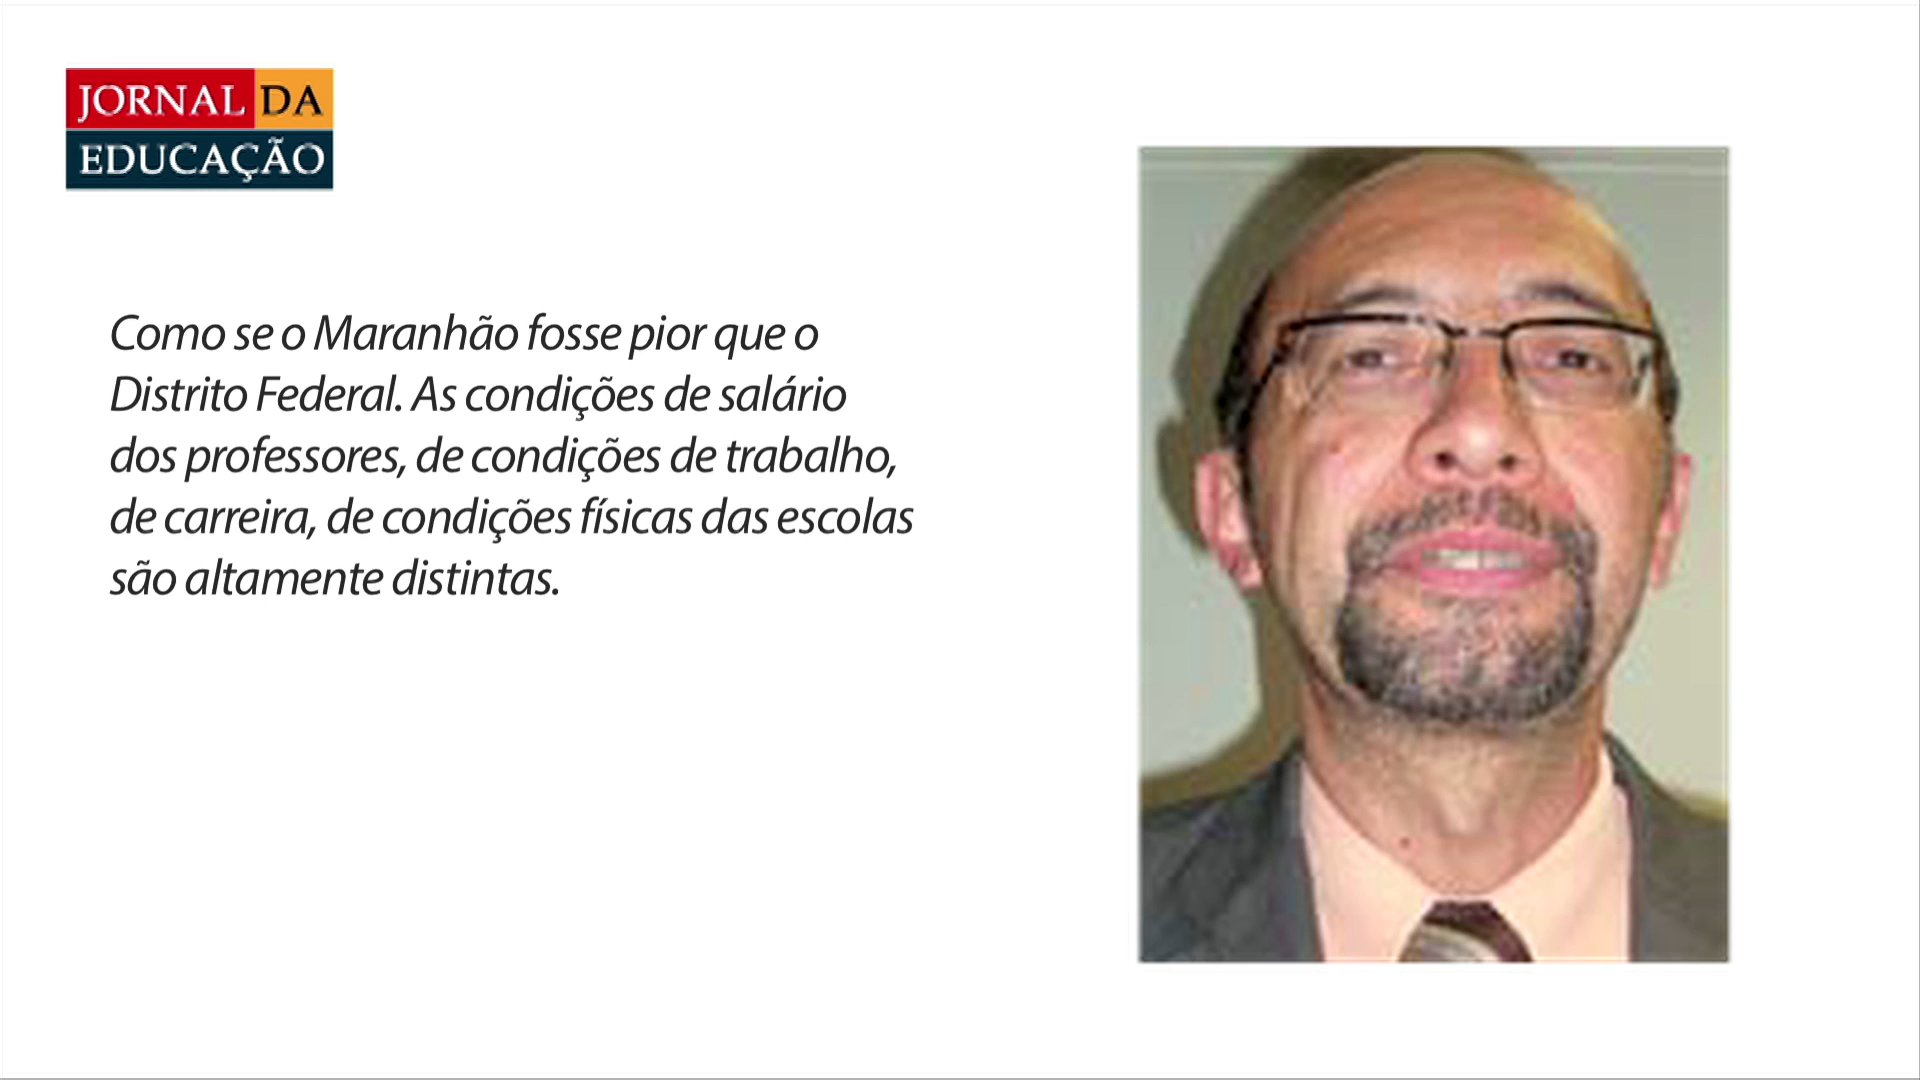 JORNAL DA
EDUCAÇÃO
Como se o Maranhão fosse pior que o
Distrito Federal. As condições de salário
dos professores, de condições de trabalho,
de carreira, de condições físicas das escolas
são altamente distintas.